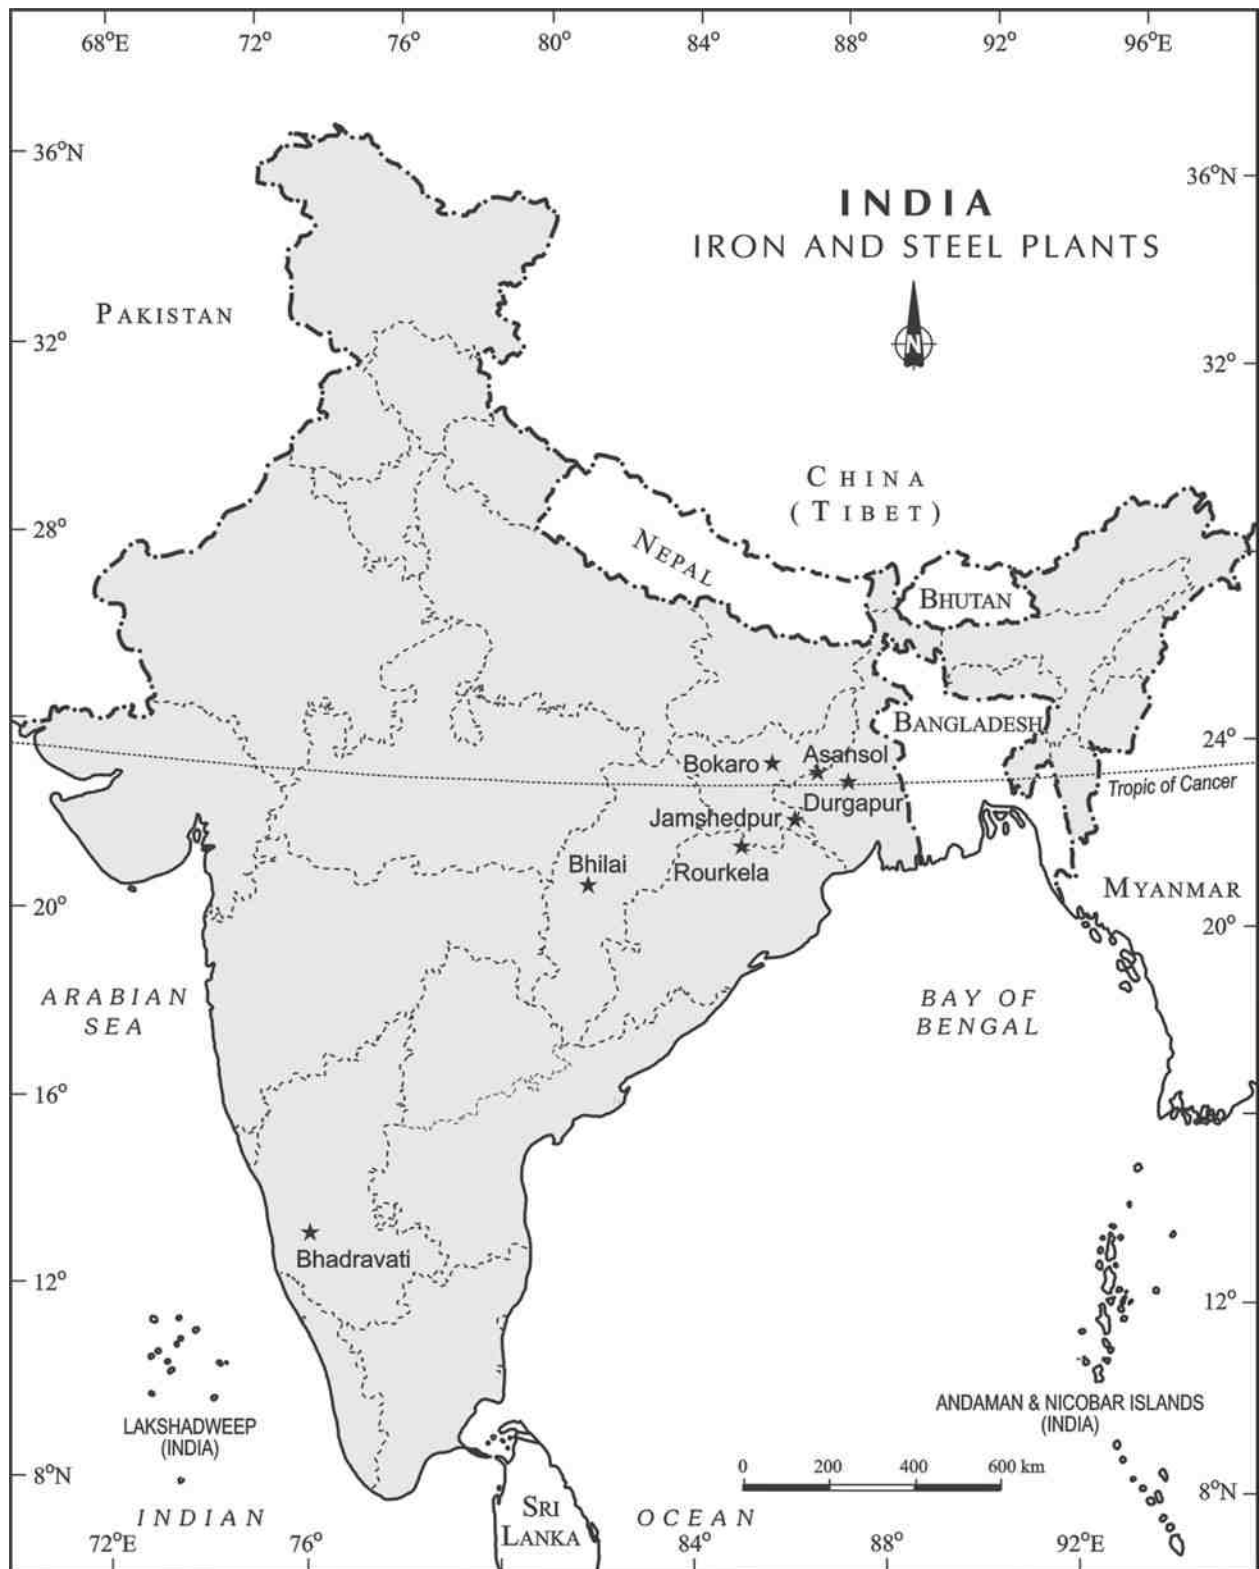 68°E 72° 76° 80° 84° 88° 92° 96°E
36°N
36°N
INDIA
IRON AND STEEL PLANTS
N
PAKISTAN
32°
32°
CHINA
(TIBET)
28°
NEPAL
BHUTAN
BANGLADESH
24°
Asansol
Bokaro
Tropic of Cancer
Durgapur
Jamshedpur
Bhilai
Rourkela
MYANMAR
20°
20°
ARABIAN
SEA
BAY OF
BENGAL
16°
Bhadravati
12°
12°
LAKSHADWEEP
(INDIA)
ANDAMAN & NICOBAR ISLANDS
(INDIA)
0 200 400 600 km
8°N
8°N
SRI
LANKA
INDIAN OCEAN
72°E 76° 84° 88° 92°E